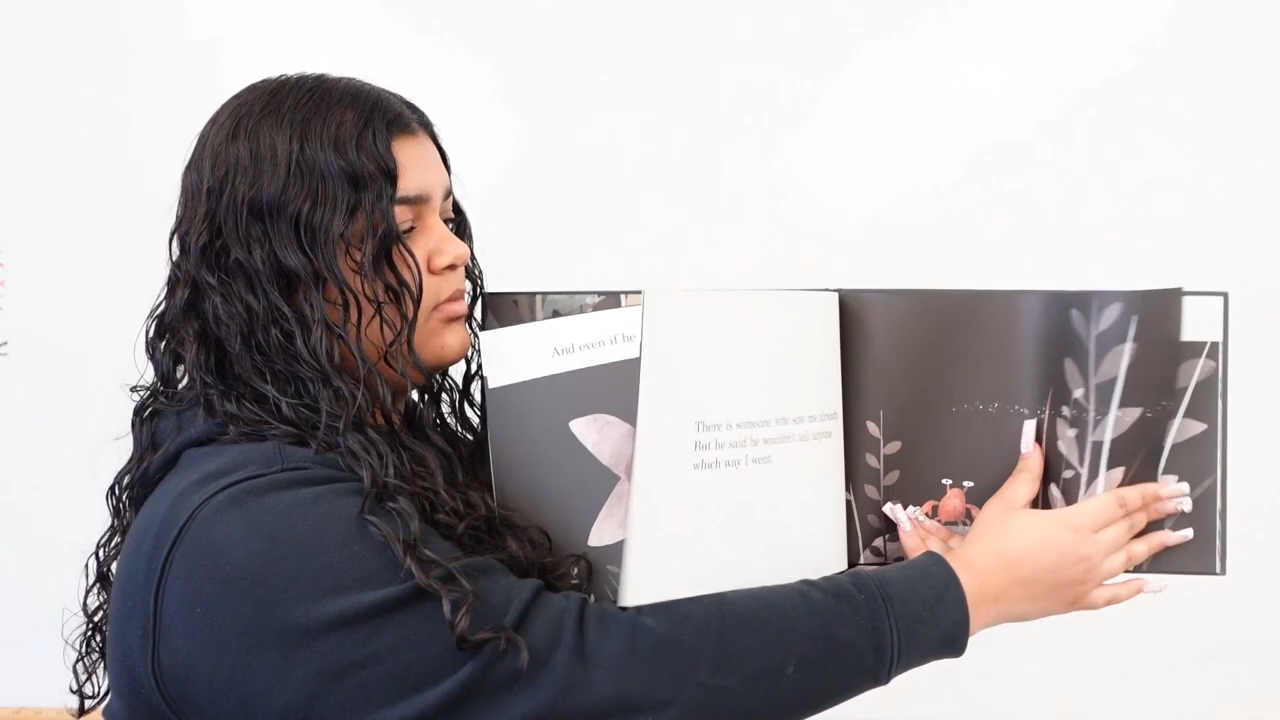 And even if he
There is someone who saw me already.
But he said he wouldn't tell anyone
which way I went.